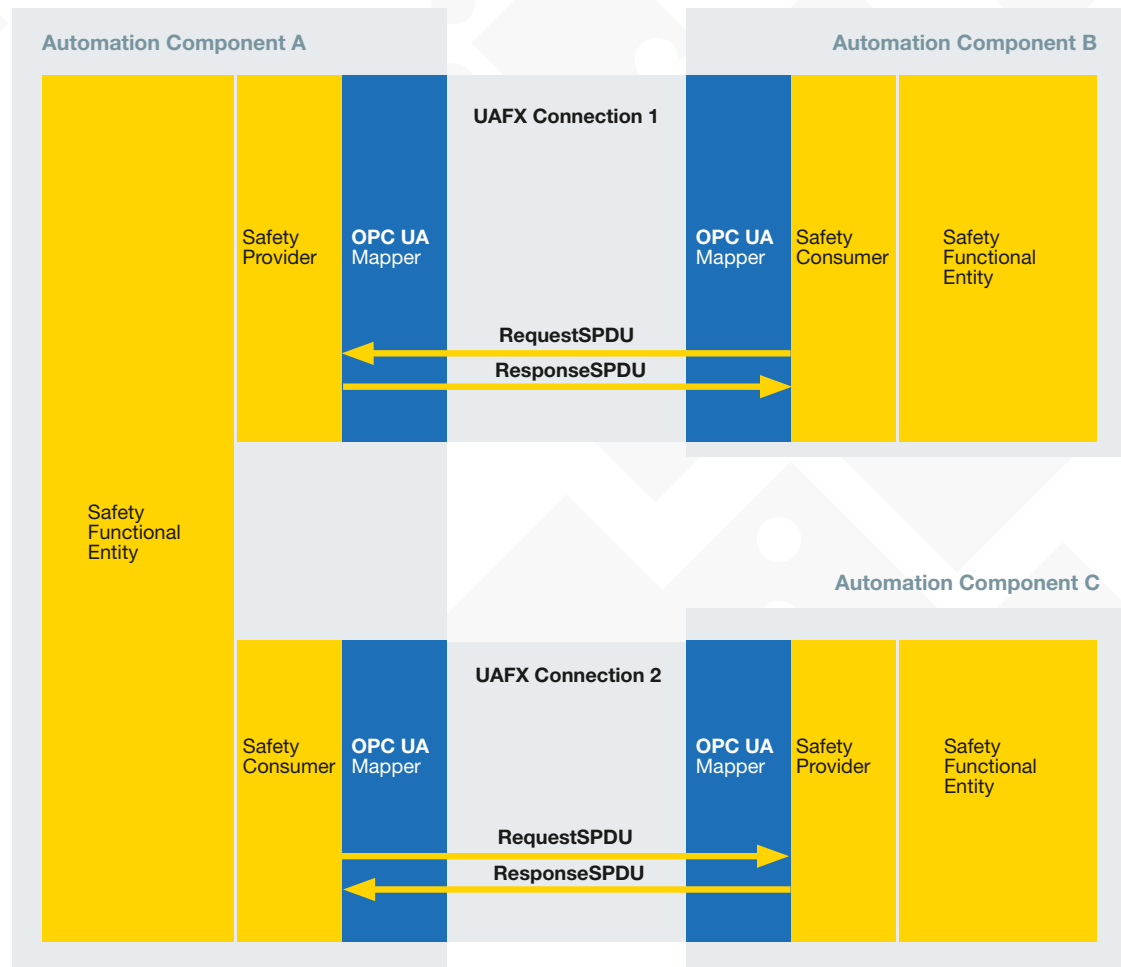 Automation Component A
Automation Component B
UAFX Connection 1
Safety
Provider
OPC UA
Mapper
OPC UA
Mapper
Safety
Consumer
Safety
Functional
Entity
RequestSPDU
ResponseSPDU
Safety
Functional
Entity
Automation Component C
UAFX Connection 2
Safety
Consumer
OPC UA
Mapper
OPC UA
Mapper
Safety
Provider
Safety
Functional
Entity
RequestSPDU
ResponseSPDU